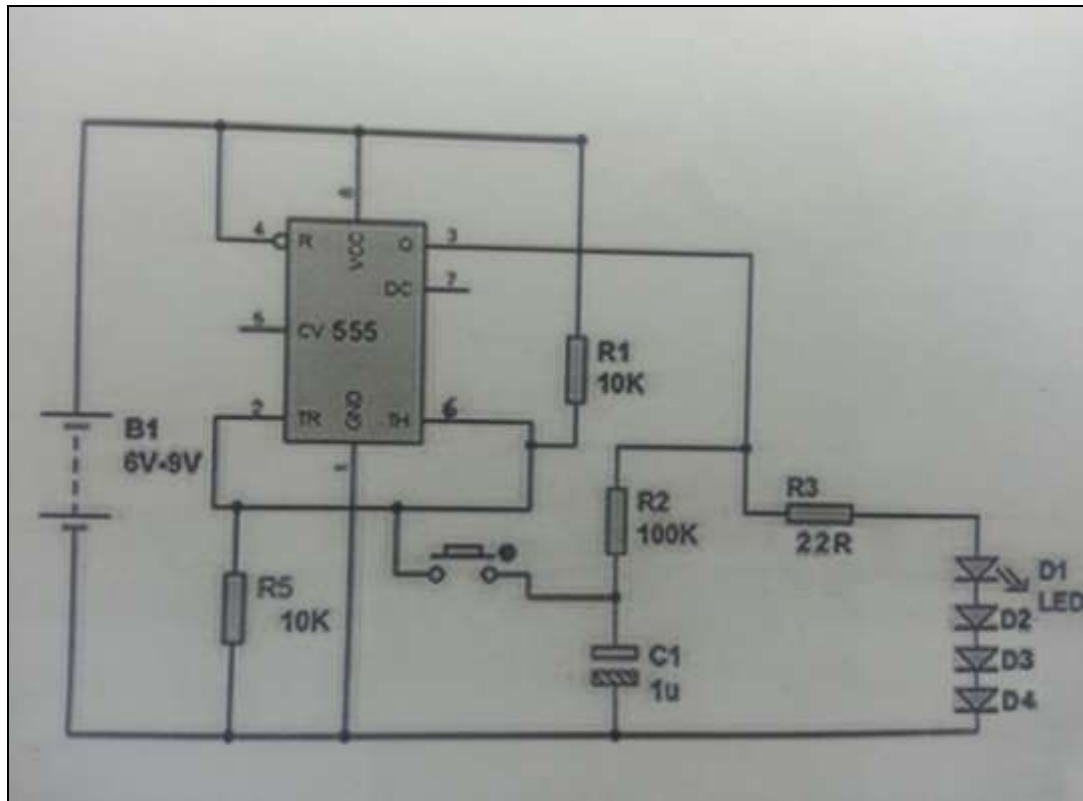 4
R
VCC
8
O
3
DC
7
5
CV
555
R1
10K
2
TR
GND
TH
6
B1
6V-9V
1
R2
100K
R3
22R
D1
LED
D2
D3
D4
R5
10K
C1
1u